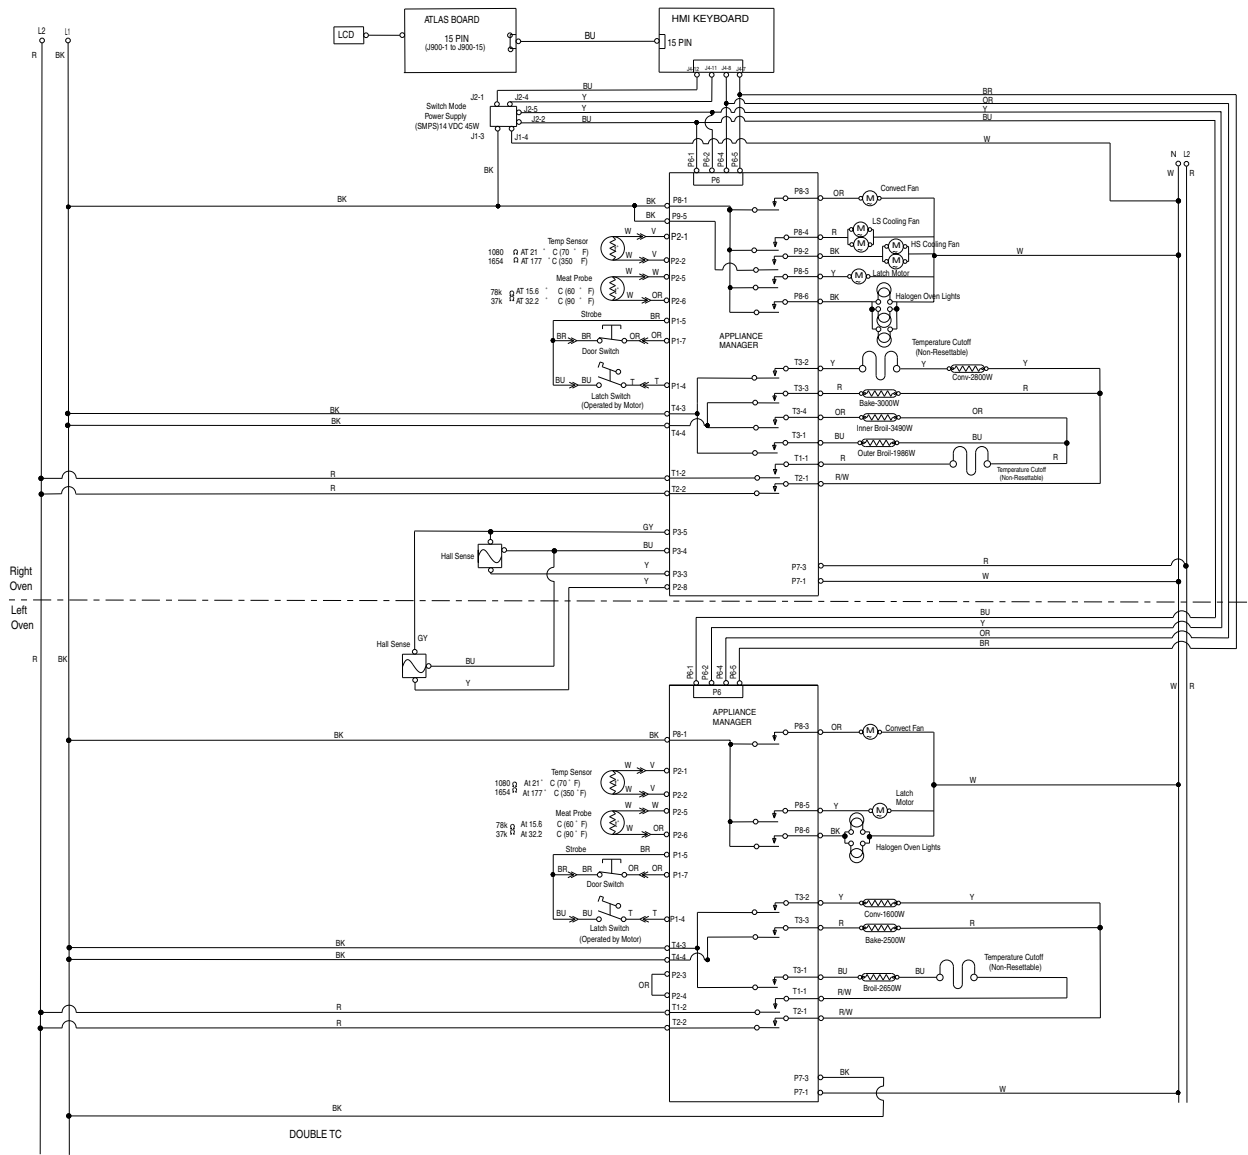 L2 L1
R BK
LCD
ATLAS BOARD
15 PIN
(J900-1 to J900-15)
BU
HMI KEYBOARD
15 PIN
J4-12 J4-11 J4-8 J4-7
BU
J2-1 J2-4 Y
Switch Mode
Power Supply
(SMPS)14 VDC 45W
J2-5 Y
J2-2 BU
J1-3 J1-4
BR
OR
Y
BU
W
BK
P6-1 P6-2 P6-4 P6-5
P6
N L2
W R
BK BK P8-1
BK P9-5
P8-3 OR Convect Fan
W V P2-1
Temp Sensor
1080 Ω AT 21 ° C (70 ° F)
1654 Ω AT 177 ° C (350 F)
W V P2-2
P8-4 R LS Cooling Fan
P9-2 BK HS Cooling Fan
W
Meat Probe
W W P2-5
78k Ω AT 15.6 ° C (60 ° F)
37k Ω AT 32.2 ° C (90 ° F)
W OR P2-6
P8-5 Y Latch Motor
P8-6 BK Halogen Oven Lights
Strobe BR P1-5
BR BR OR OR P1-7
Door Switch
APPLIANCE
MANAGER
Temperature Cutoff
(Non-Resettable)
T3-2 Y Y Y
Conv-2800W
BU BU T T P1-4
Latch Switch
(Operated by Motor)
T3-3 R R
Bake-3000W
BK T4-3
BK T4-4
T3-4 OR OR
Inner Broil-3490W
T3-1 BU BU
Outer Broil-1986W
T1-1 R R
Temperature Cutoff
(Non-Resettable)
R T1-2
T2-1 R/W
R T2-2
GY P3-5
Hall Sense
BU P3-4
Y P3-3
Y P2-8
P7-3 R
P7-1 W
Right
Oven
Left
Oven
R BK
Hall Sense
GY
BU
Y
BU
Y
OR
BR
P6-1 P6-2 P6-4 P6-5
P6
W R
APPLIANCE
MANAGER
BK BK P8-1
P8-3 OR Convect Fan
Temp Sensor
W V P2-1
1080 Ω At 21 ° C (70 ° F)
1654 Ω At 177 ° C (350 ° F)
W V P2-2
W
Meat Probe
W W P2-5
78k Ω At 15.6 C (60 ° F)
37k Ω At 32.2 C (90 ° F)
W OR P2-6
Latch
Motor
P8-5 Y
P8-6 BK
Halogen Oven Lights
Strobe BR P1-5
BR BR OR OR P1-7
Door Switch
BU BU T T P1-4
Latch Switch
(Operated by Motor)
T3-2 Y Y
Conv-1600W
T3-3 R R
Bake-2500W
BK T4-3
BK T4-4
P2-3
OR
P2-4
T3-1 BU BU
Broil-2650W
Temperature Cutoff
(Non-Resettable)
T1-1 R/W
R T1-2
T2-1 R/W
R T2-2
P7-3 BK
P7-1 W
BK
DOUBLE TC